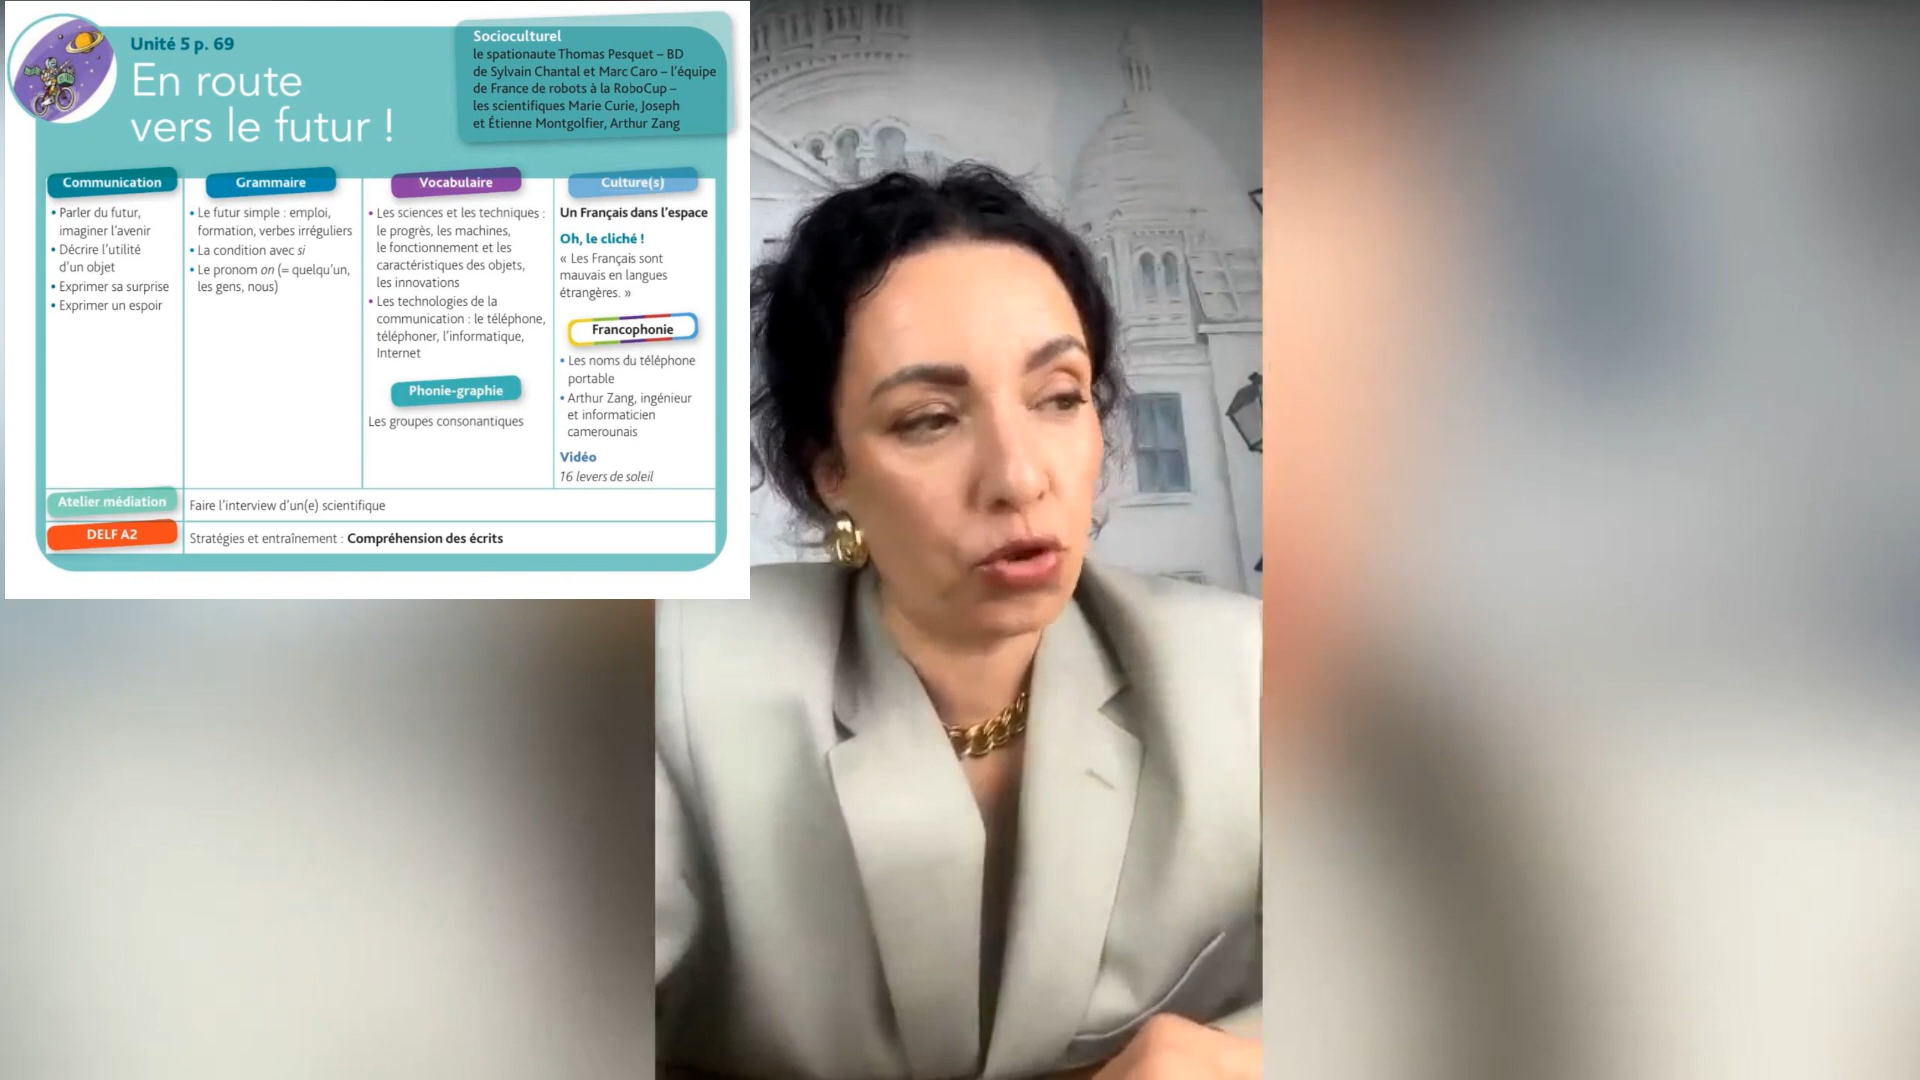 Unité 5 p. 69
En route
vers le futur !
Socioculturel
le spationaute Thomas Pesquet – BD
de Sylvain Chantal et Marc Caro – l'équipe
de France de robots à la RoboCup –
les scientifiques Marie Curie, Joseph
et Étienne Montgolfier, Arthur Zang
Communication
• Parler du futur,
imaginer l'avenir
• Décrire l'utilité
d'un objet
• Exprimer sa surprise
• Exprimer un espoir
Grammaire
• Le futur simple : emploi,
formation, verbes irréguliers
• La condition avec si
• Le pronom on (= quelqu'un,
les gens, nous)
Vocabulaire
• Les sciences et les techniques :
le progrès, les machines,
le fonctionnement et les
caractéristiques des objets,
les innovations
• Les technologies de la
communication : le téléphone,
téléphoner, l'informatique,
Internet
Phonie-graphie
Les groupes consonantiques
Culture(s)
Un Français dans l'espace
Oh, le cliché !
« Les Français sont
mauvais en langues
étrangères. »
Francophonie
• Les noms du téléphone
portable
• Arthur Zang, ingénieur
et informaticien
camerounais
Vidéo
16 levers de soleil
Atelier médiation
Faire l'interview d'un(e) scientifique
DELF A2
Stratégies et entraînement : Compréhension des écrits